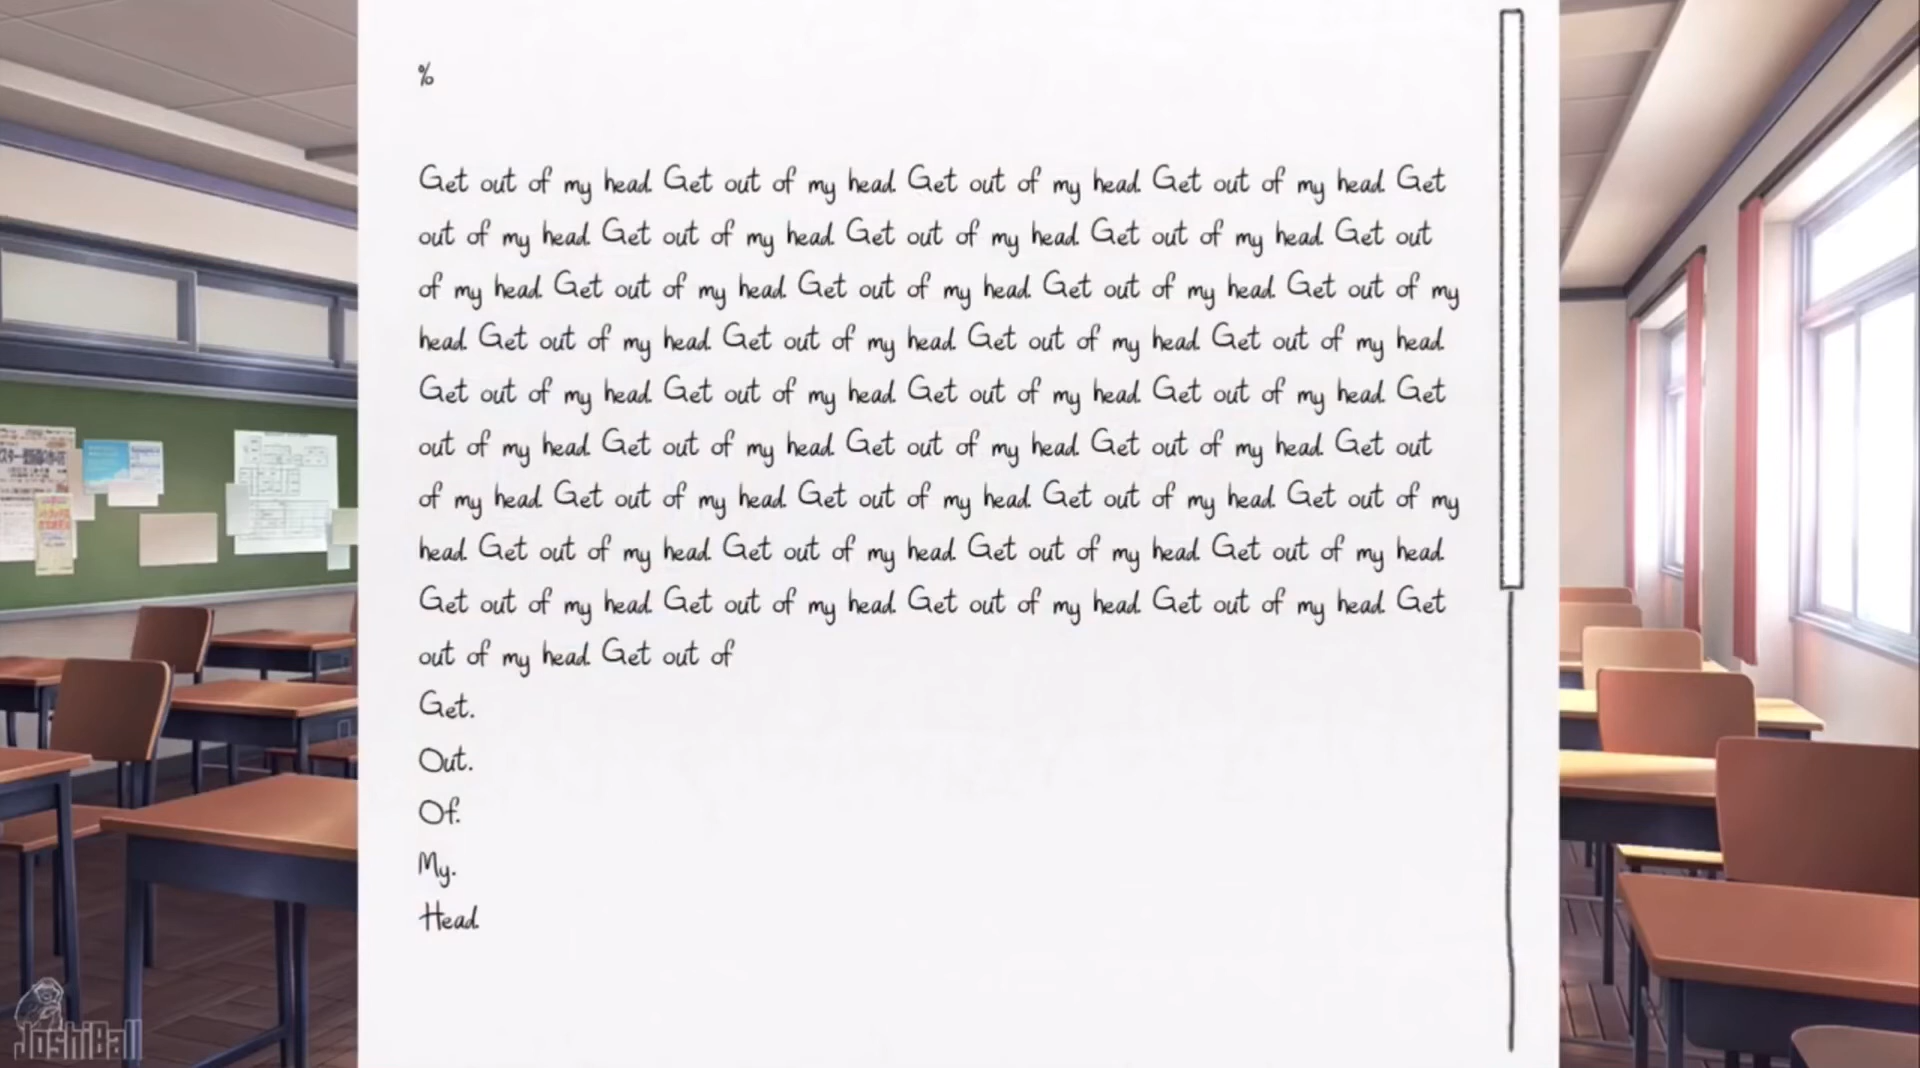 %
Get out of my head. Get out of my head. Get out of my head. Get out of my head. Get
out of my head. Get out of my head. Get out of my head. Get out of my head. Get out
of my head. Get out of my head. Get out of my head. Get out of my head. Get out of my
head. Get out of my head. Get out of my head. Get out of my head. Get out of my head.
Get out of my head. Get out of my head. Get out of my head. Get out of my head. Get
out of my head. Get out of my head. Get out of my head. Get out of my head. Get out
of my head. Get out of my head. Get out of my head. Get out of my head. Get out of my
head. Get out of my head. Get out of my head. Get out of my head. Get out of my head.
Get out of my head. Get out of my head. Get out of my head. Get out of my head. Get
out of my head. Get out of
Get.
Out.
Of.
My.
Head.
JoshiBall